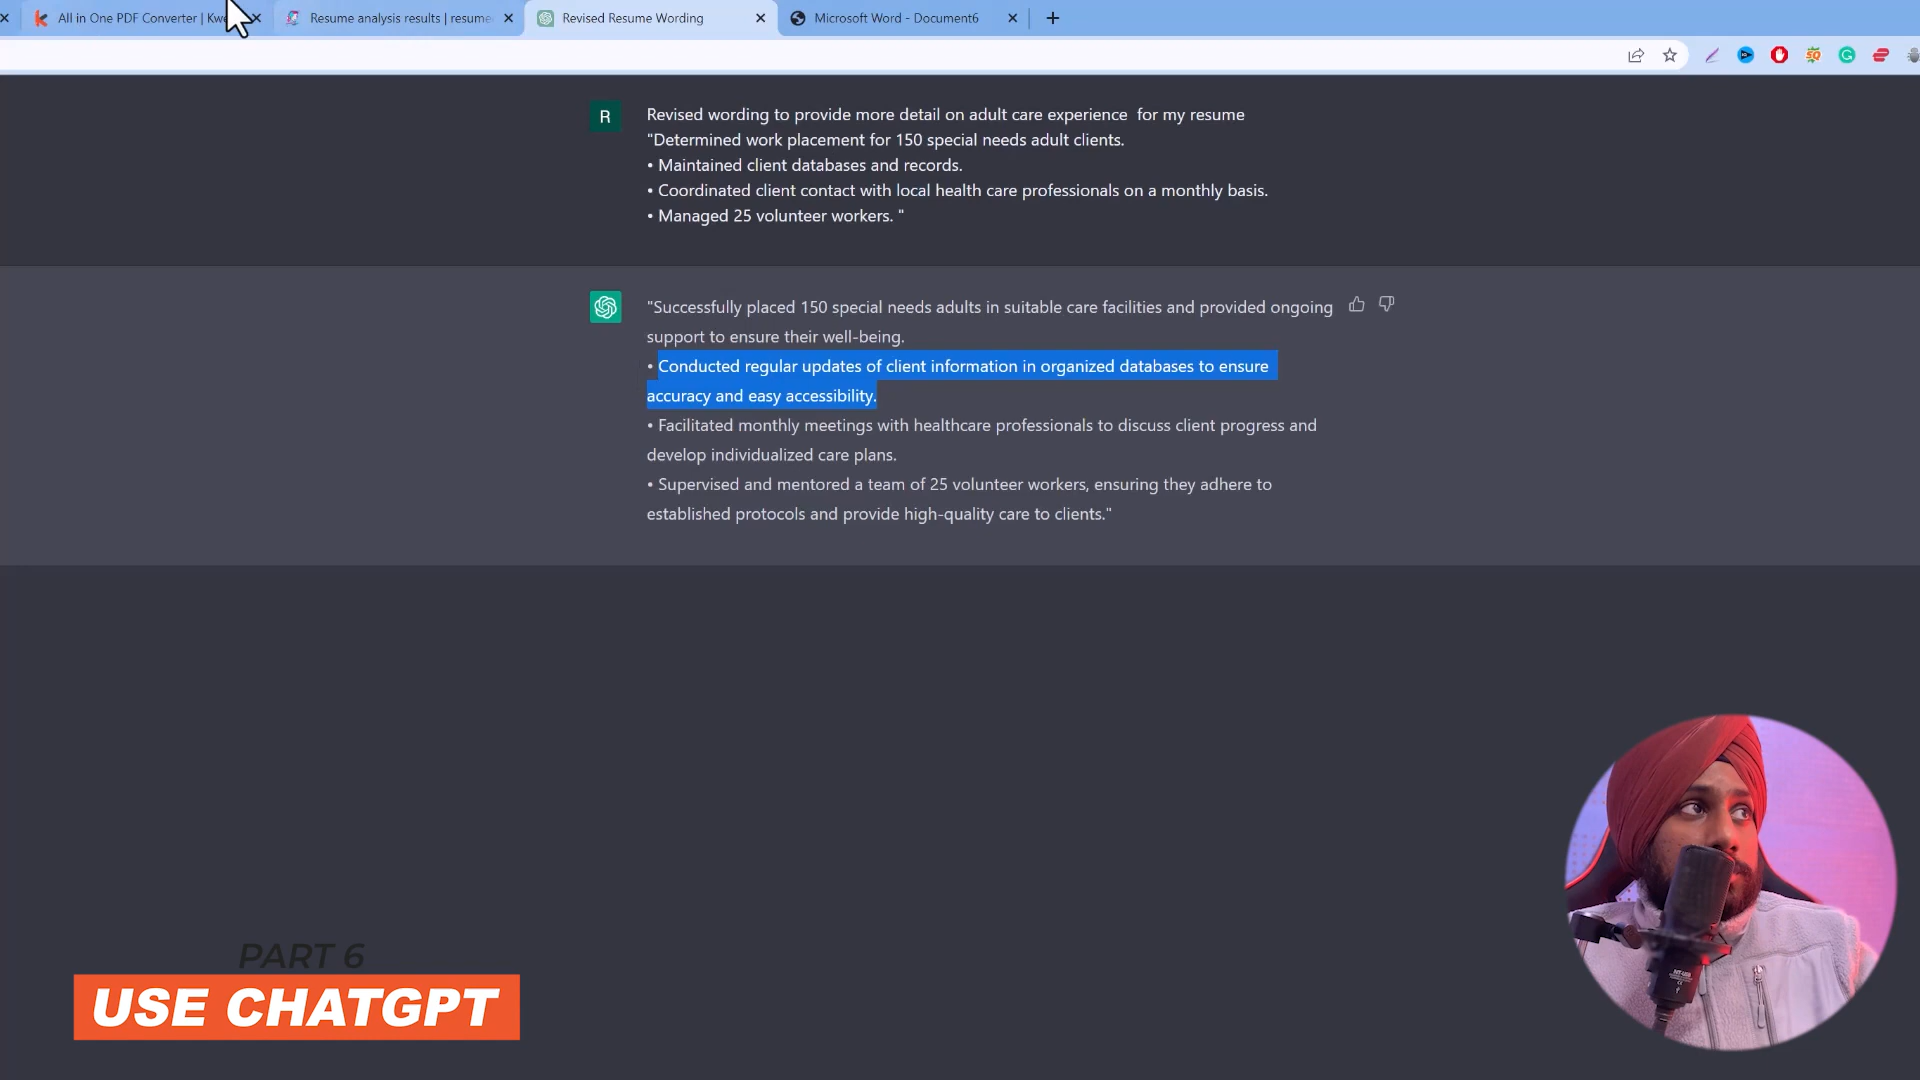 All in One PDF Converter | Kwe
Resume analysis results | resume
Revised Resume Wording
Microsoft Word - Document6
R
Revised wording to provide more detail on adult care experience  for my resume
"Determined work placement for 150 special needs adult clients.
• Maintained client databases and records.
• Coordinated client contact with local health care professionals on a monthly basis.
• Managed 25 volunteer workers. "
"Successfully placed 150 special needs adults in suitable care facilities and provided ongoing
support to ensure their well-being.
• Conducted regular updates of client information in organized databases to ensure
accuracy and easy accessibility.
• Facilitated monthly meetings with healthcare professionals to discuss client progress and
develop individualized care plans.
• Supervised and mentored a team of 25 volunteer workers, ensuring they adhere to
established protocols and provide high-quality care to clients."
PART 6
USE CHATGPT